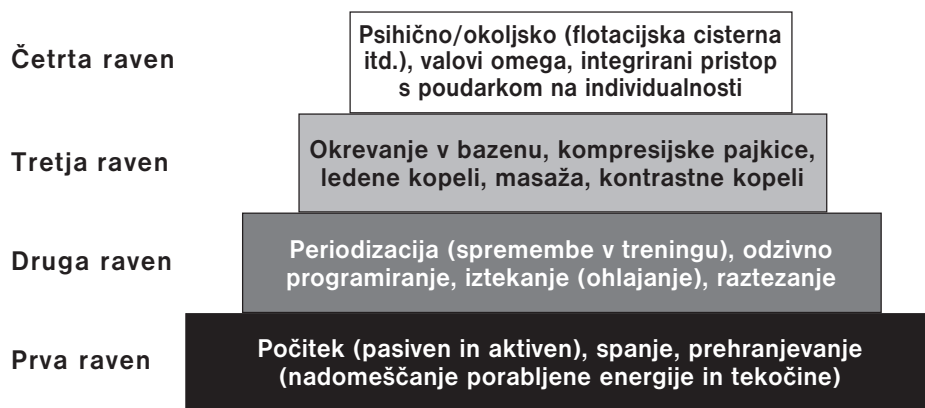 Četrta raven
Psihično/okoljsko (flotacijska cisterna
itd.), valovi omega, integrirani pristop
s poudarkom na individualnosti
Tretja raven
Okrevanje v bazenu, kompresijske pajkice,
ledene kopeli, masaža, kontrastne kopeli
Druga raven
Periodizacija (spremembe v treningu), odzivno
programiranje, iztekanje (ohlajanje), raztezanje
Prva raven
Počitek (pasiven in aktiven), spanje, prehranjevanje
(nadomeščanje porabljene energije in tekočine)